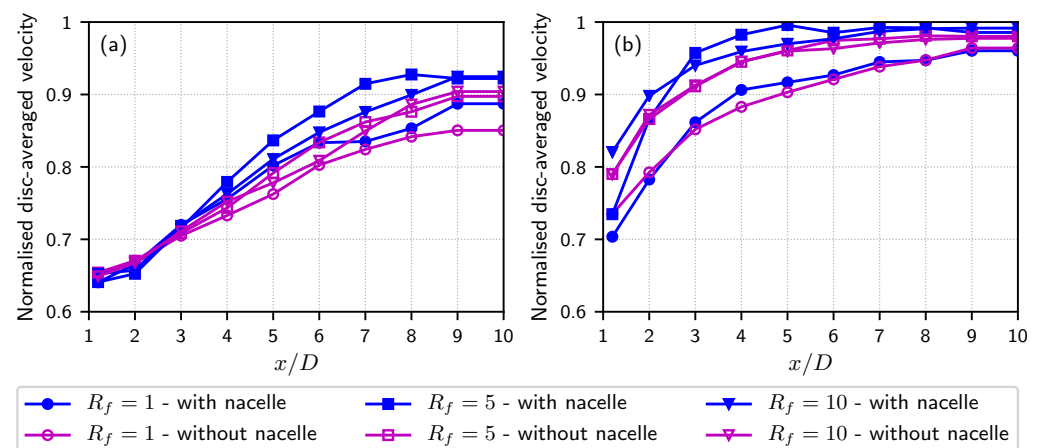 Normalised disc-averaged velocity
(a)
1
0.9
0.8
0.7
0.6
1 2 3 4 5 6 7 8 9 10
x/D
Normalised disc-averaged velocity
(b)
1
0.9
0.8
0.7
0.6
1 2 3 4 5 6 7 8 9 10
x/D
R_f = 1 - with nacelle
R_f = 5 - with nacelle
R_f = 10 - with nacelle
R_f = 1 - without nacelle
R_f = 5 - without nacelle
R_f = 10 - without nacelle